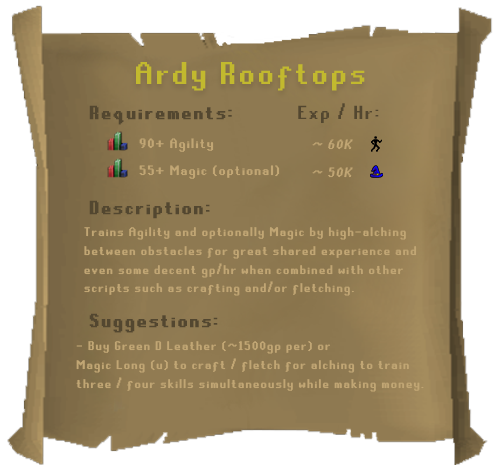 Ardy Rooftops
Requirements: Exp / Hr:
90+ Agility ~ 60K
55+ Magic (optional) ~ 50K
Description:
Trains Agility and optionally Magic by high-alching
between obstacles for great shared experience and
even some decent gp/hr when combined with other
scripts such as crafting and/or fletching.
Suggestions:
- Buy Green D Leather (~1500gp per) or
Magic Long (u) to craft / fletch for alching to train
three / four skills simultaneously while making money.